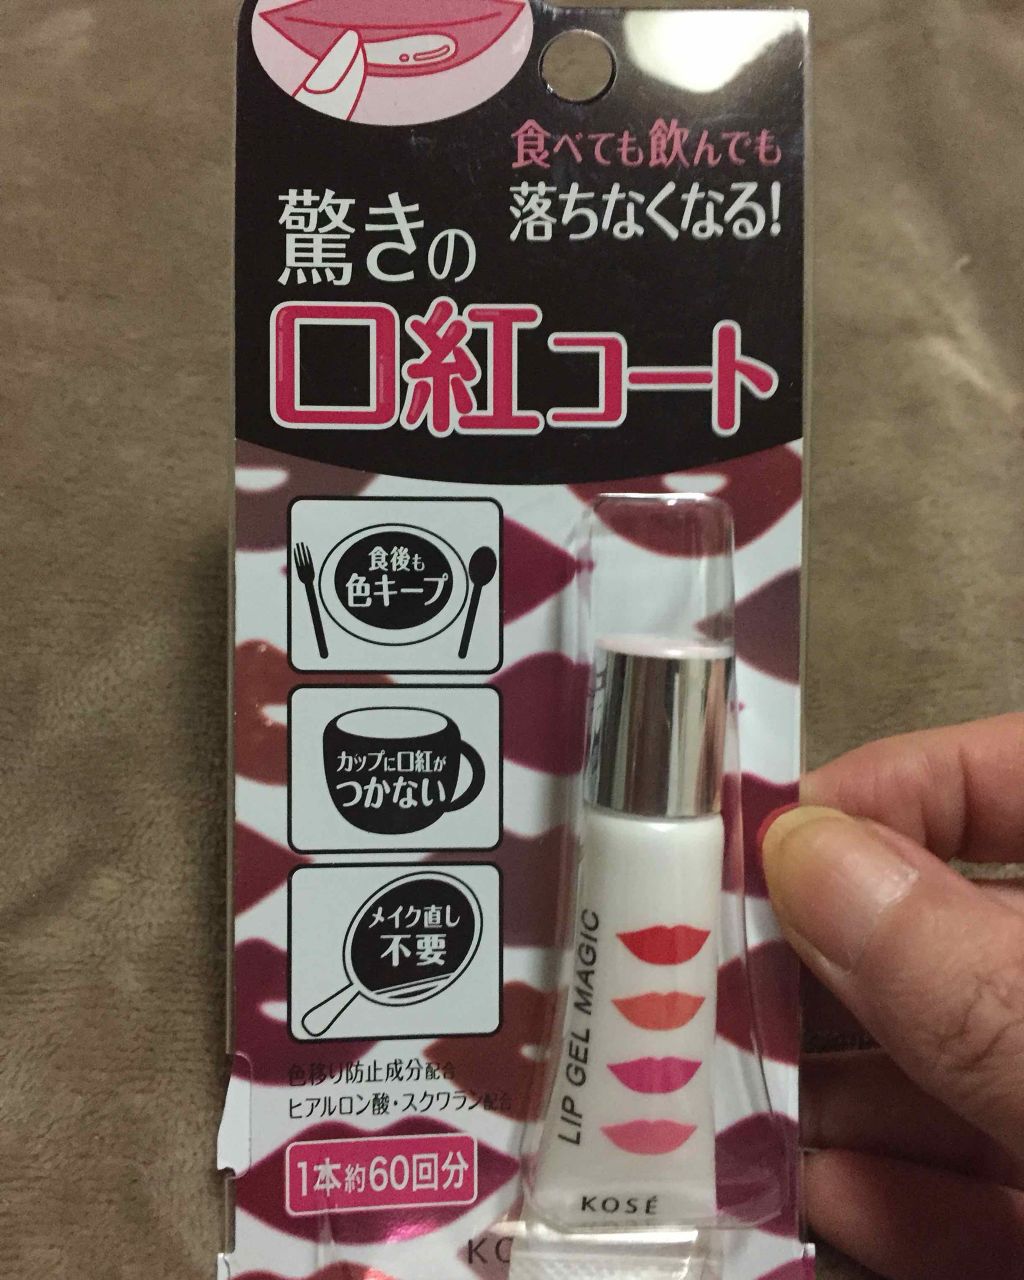 食べても飲んでも
落ちなくなる!
驚きの
口紅コート
食後も
色キープ
カップに口紅が
つかない
メイク直し
不要
色移り防止成分配合
ヒアルロン酸・スクワラン配合
1本約60回分
LIP GEL MAGIC
KOSÉ